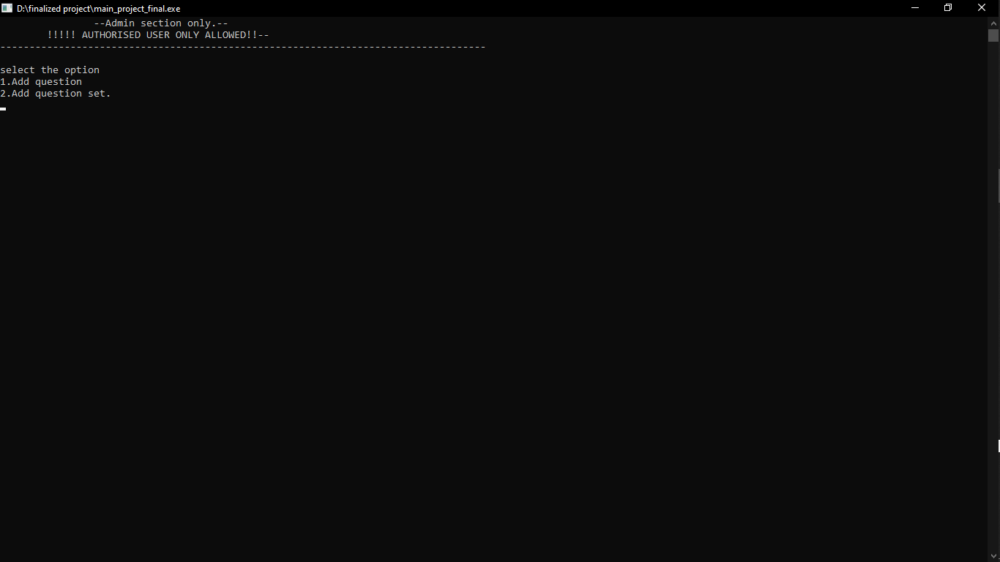 D:\finalized project\main_project_final.exe
--Admin section only.--
!!!!! AUTHORISED USER ONLY ALLOWED!!--
-----------------------------------------------------------------------------------
select the option
1.Add question
2.Add question set.